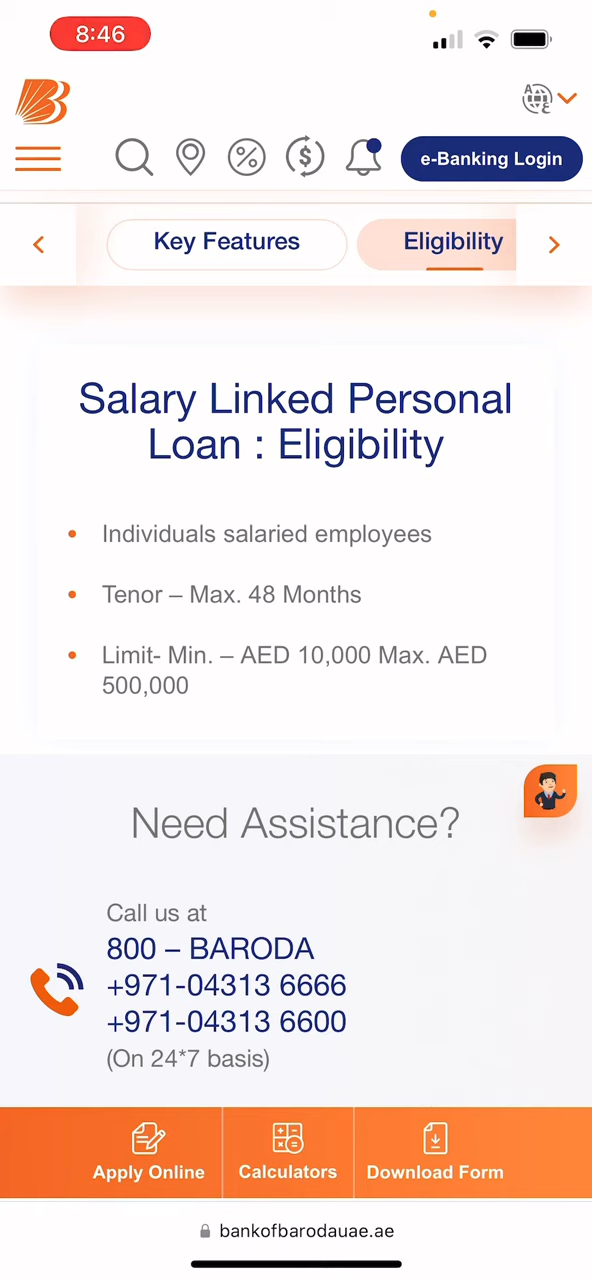 8:46
e-Banking Login
Key Features
Eligibility
Salary Linked Personal
Loan : Eligibility
Individuals salaried employees
Tenor – Max. 48 Months
Limit- Min. – AED 10,000 Max. AED
500,000
Need Assistance?
Call us at
800 – BARODA
+971-04313 6666
+971-04313 6600
(On 24*7 basis)
Apply Online
Calculators
Download Form
bankofbarodauae.ae